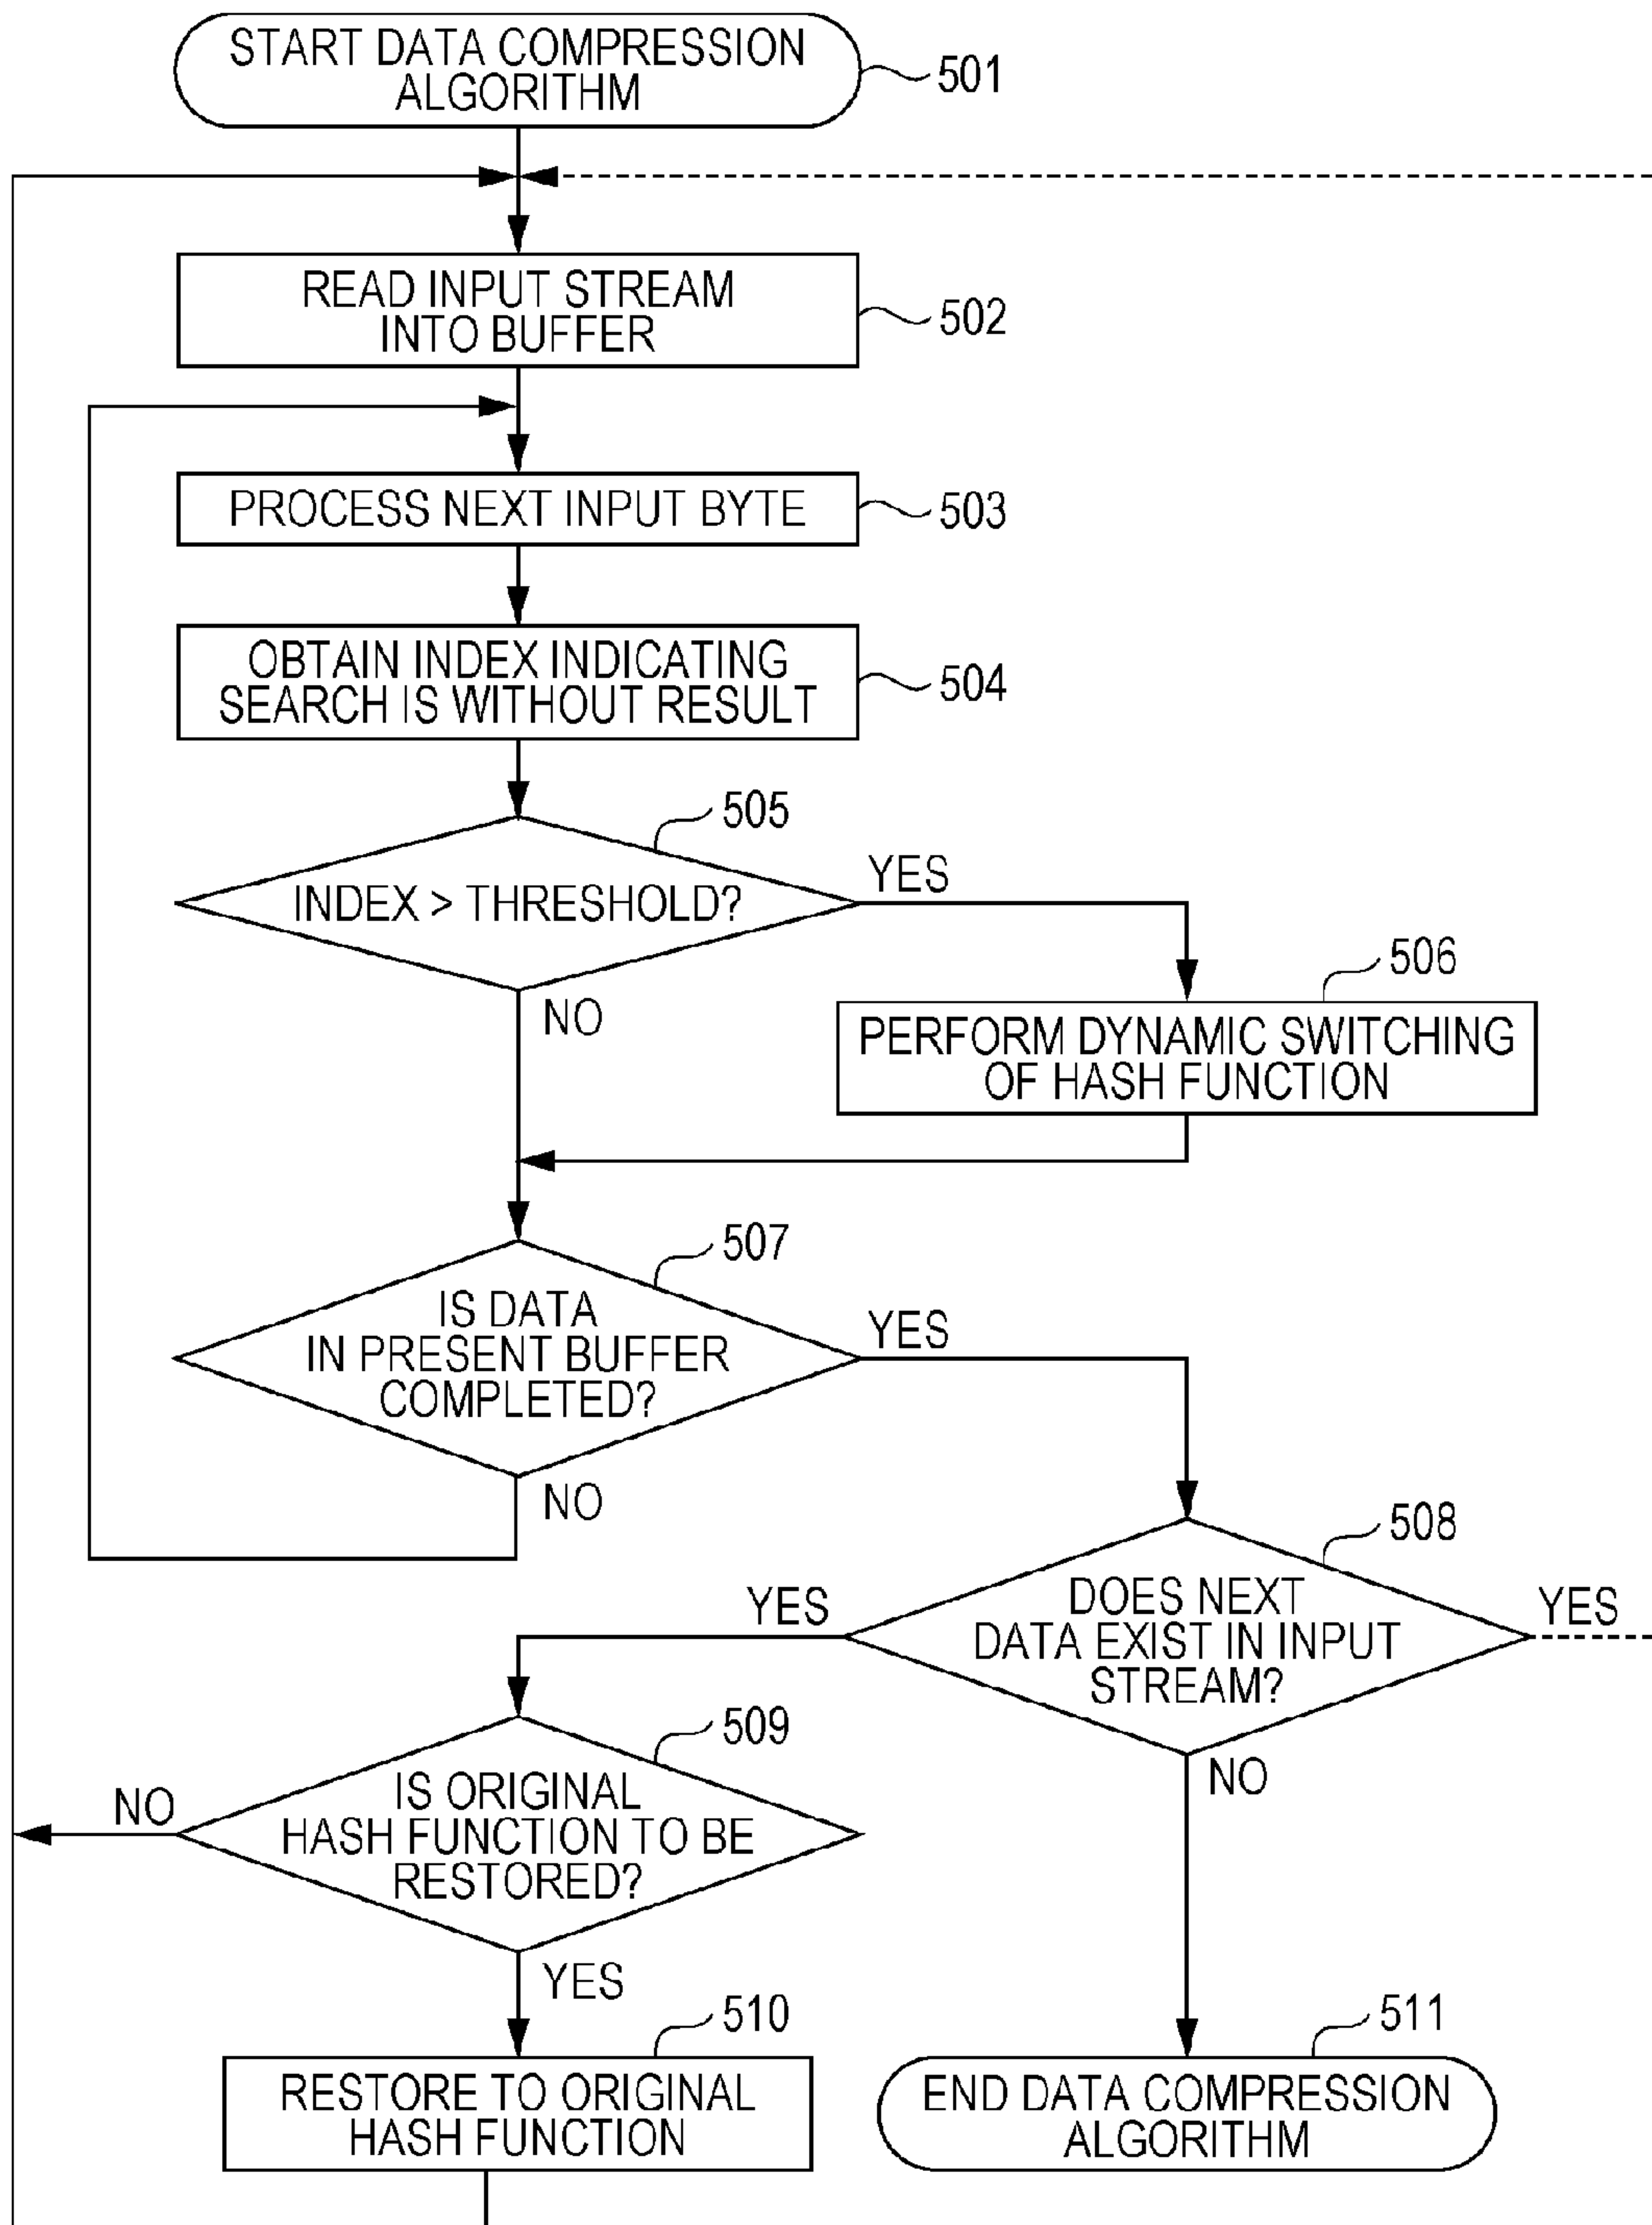 START DATA COMPRESSION
ALGORITHM
501
READ INPUT STREAM
INTO BUFFER
502
PROCESS NEXT INPUT BYTE
503
OBTAIN INDEX INDICATING
SEARCH IS WITHOUT RESULT
504
505
INDEX > THRESHOLD?
YES
NO
506
PERFORM DYNAMIC SWITCHING
OF HASH FUNCTION
507
IS DATA
IN PRESENT BUFFER
COMPLETED?
YES
NO
508
DOES NEXT
DATA EXIST IN INPUT
STREAM?
YES
YES
NO
509
IS ORIGINAL
HASH FUNCTION TO BE
RESTORED?
NO
YES
510
RESTORE TO ORIGINAL
HASH FUNCTION
511
END DATA COMPRESSION
ALGORITHM